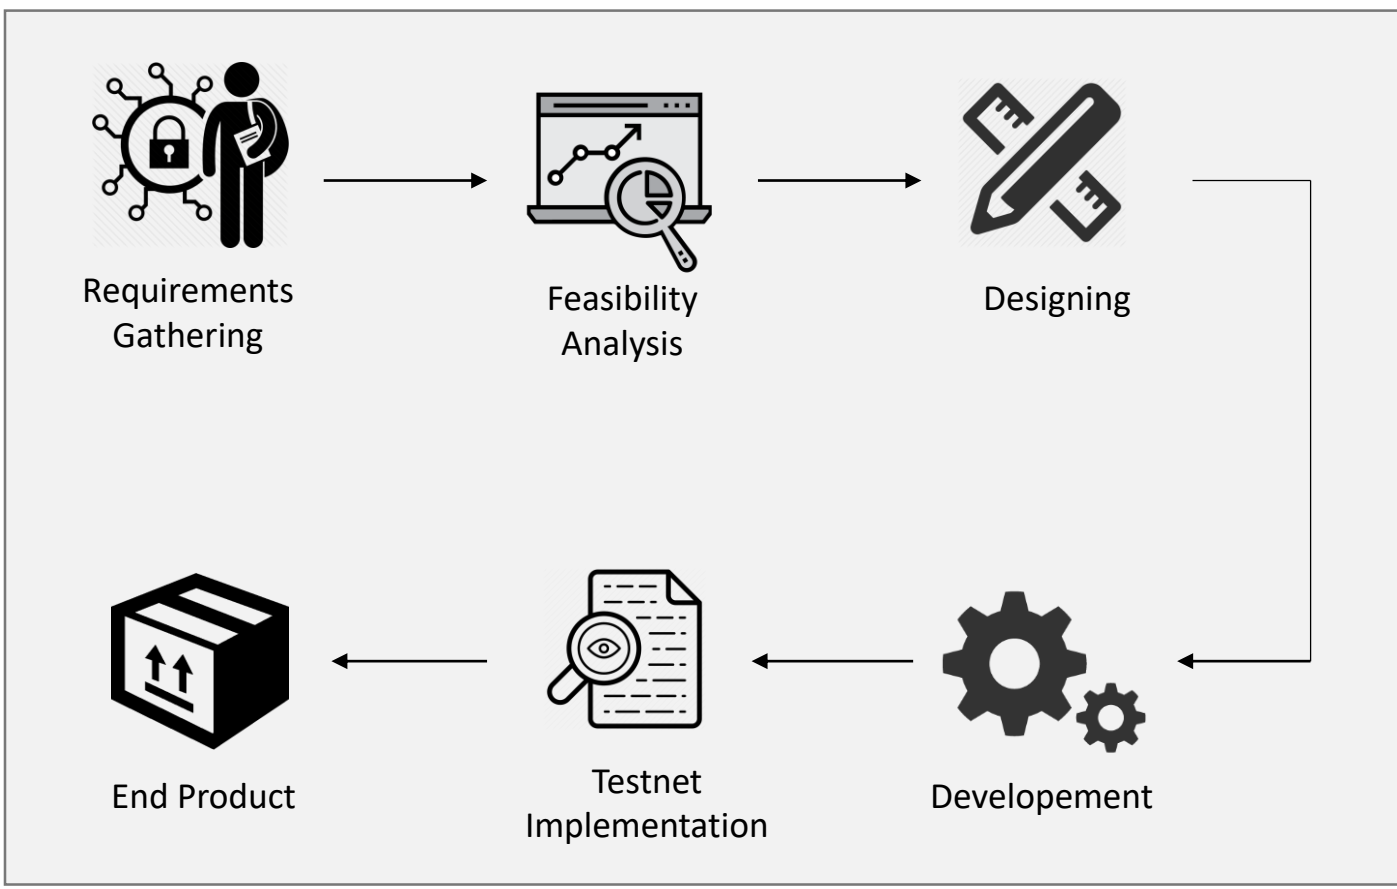 Requirements
Gathering
Feasibility
Analysis
Designing
End Product
Testnet
Implementation
Developement